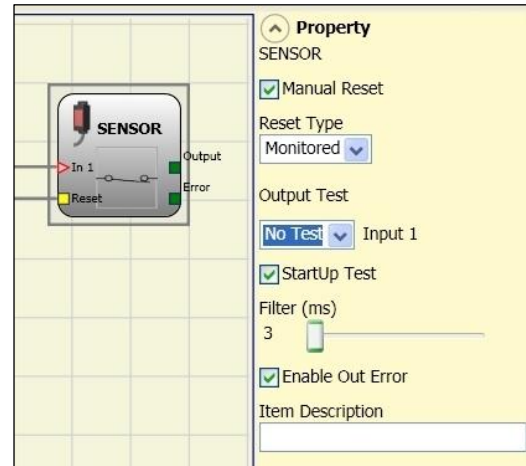 SENSOR
In 1
Output
Reset
Error
Property
SENSOR
Manual Reset
Reset Type
Monitored
Output Test
No Test Input 1
StartUp Test
Filter (ms)
3
Enable Out Error
Item Description